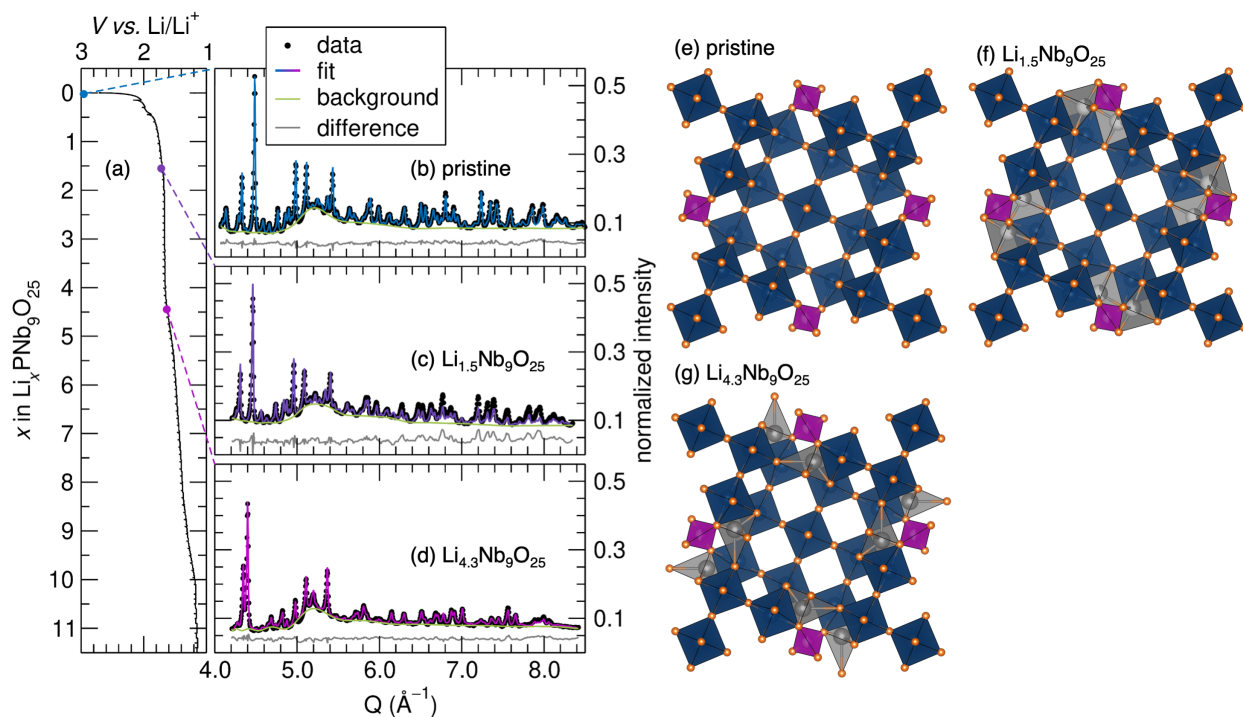 V vs. Li/Li⁺
3 2 1
0
1
2
3
4
5
6
7
8
9
10
11
x in LiₓPNb₉O₂₅
(a)
data
fit
background
difference
(b) pristine
0.5
0.3
0.1
(c) Li₁.₅Nb₉O₂₅
0.5
0.3
0.1
(d) Li₄.₃Nb₉O₂₅
0.5
0.3
0.1
normalized intensity
4.0 5.0 6.0 7.0 8.0
Q (Å⁻¹)
(e) pristine
(f) Li₁.₅Nb₉O₂₅
(g) Li₄.₃Nb₉O₂₅